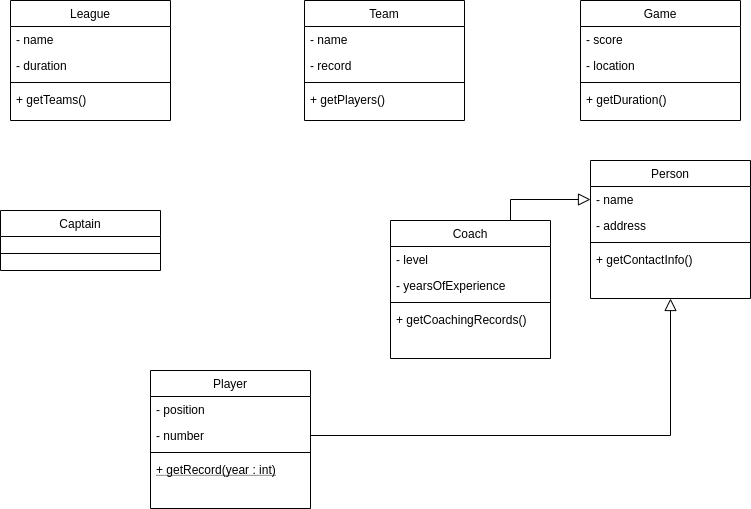 League
- name
- duration
+ getTeams()
Team
- name
- record
+ getPlayers()
Game
- score
- location
+ getDuration()
Person
- name
- address
+ getContactInfo()
Captain
Coach
- level
- yearsOfExperience
+ getCoachingRecords()
Player
- position
- number
+ getRecord(year : int)